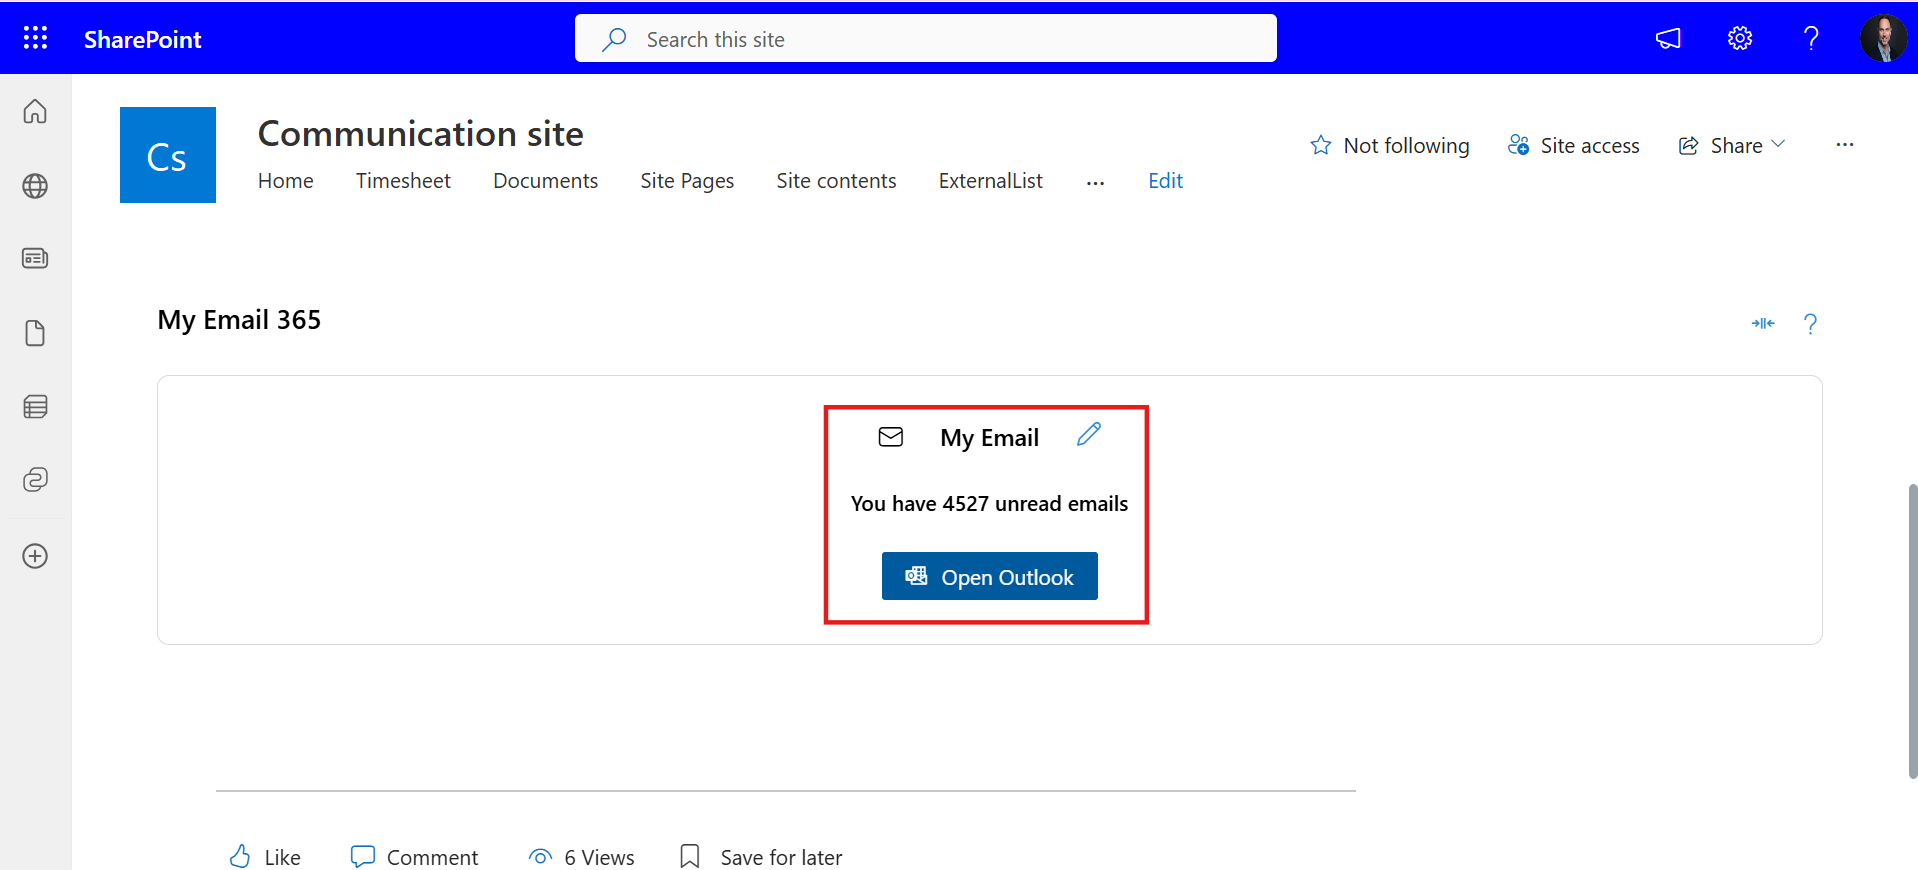 SharePoint
Search this site
Cs
Communication site
Not following
Site access
Share
Home
Timesheet
Documents
Site Pages
Site contents
ExternalList
...
Edit
My Email 365
My Email
You have 4527 unread emails
Open Outlook
Like
Comment
6 Views
Save for later